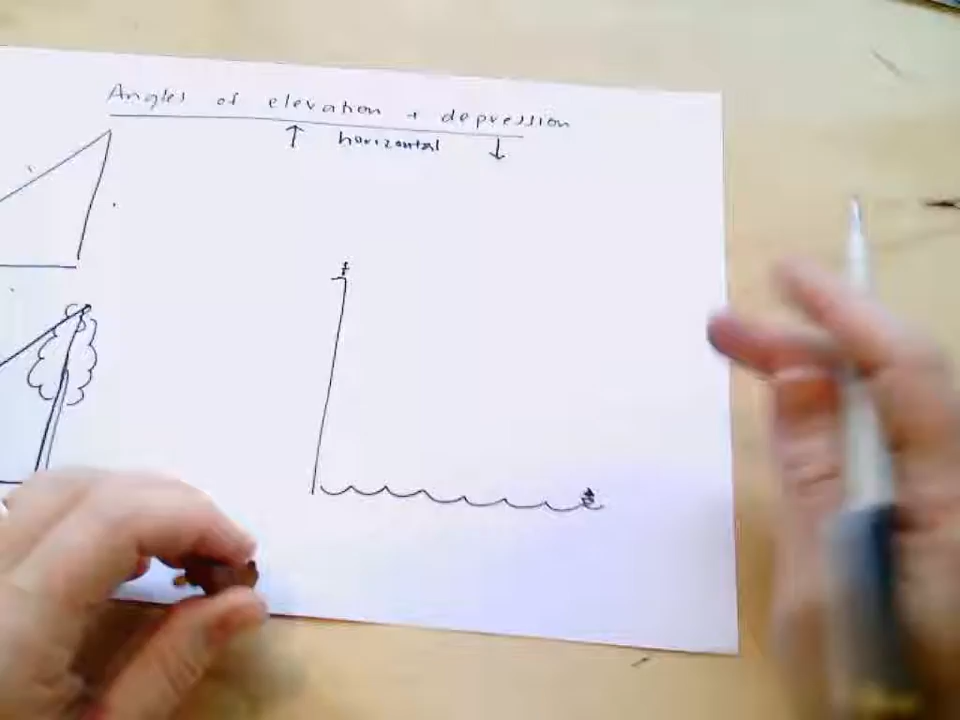 Angles of elevation + depression
↑ horizontal ↓